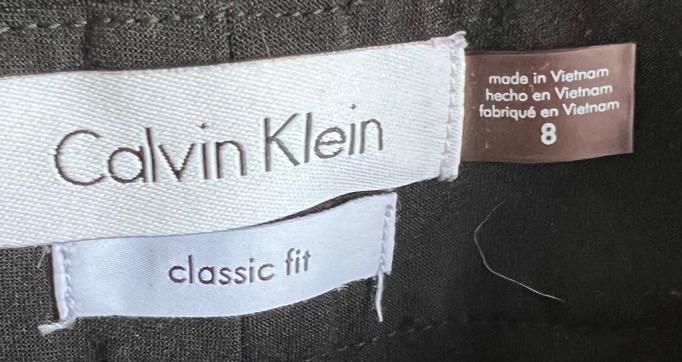 Calvin Klein
classic fit
made in Vietnam
hecho en Vietnam
fabriqué en Vietnam
8